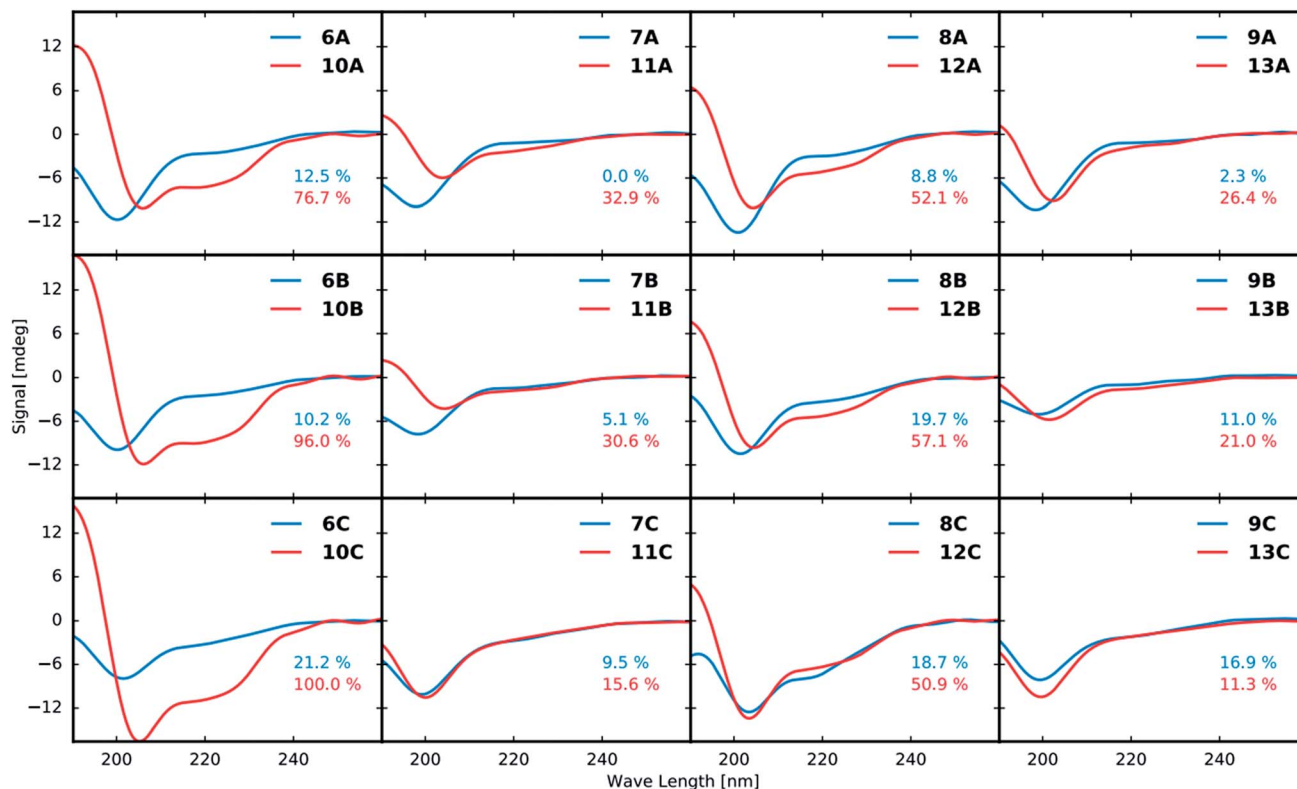 6A
10A
12.5 %
76.7 %
7A
11A
0.0 %
32.9 %
8A
12A
8.8 %
52.1 %
9A
13A
2.3 %
26.4 %
12
6
0
−6
−12
6B
10B
10.2 %
96.0 %
7B
11B
5.1 %
30.6 %
8B
12B
19.7 %
57.1 %
9B
13B
11.0 %
21.0 %
12
6
0
−6
−12
Signal [mdeg]
6C
10C
21.2 %
100.0 %
7C
11C
9.5 %
15.6 %
8C
12C
18.7 %
50.9 %
9C
13C
16.9 %
11.3 %
12
6
0
−6
−12
200 220 240 200 220 240 200 220 240 200 220 240
Wave Length [nm]